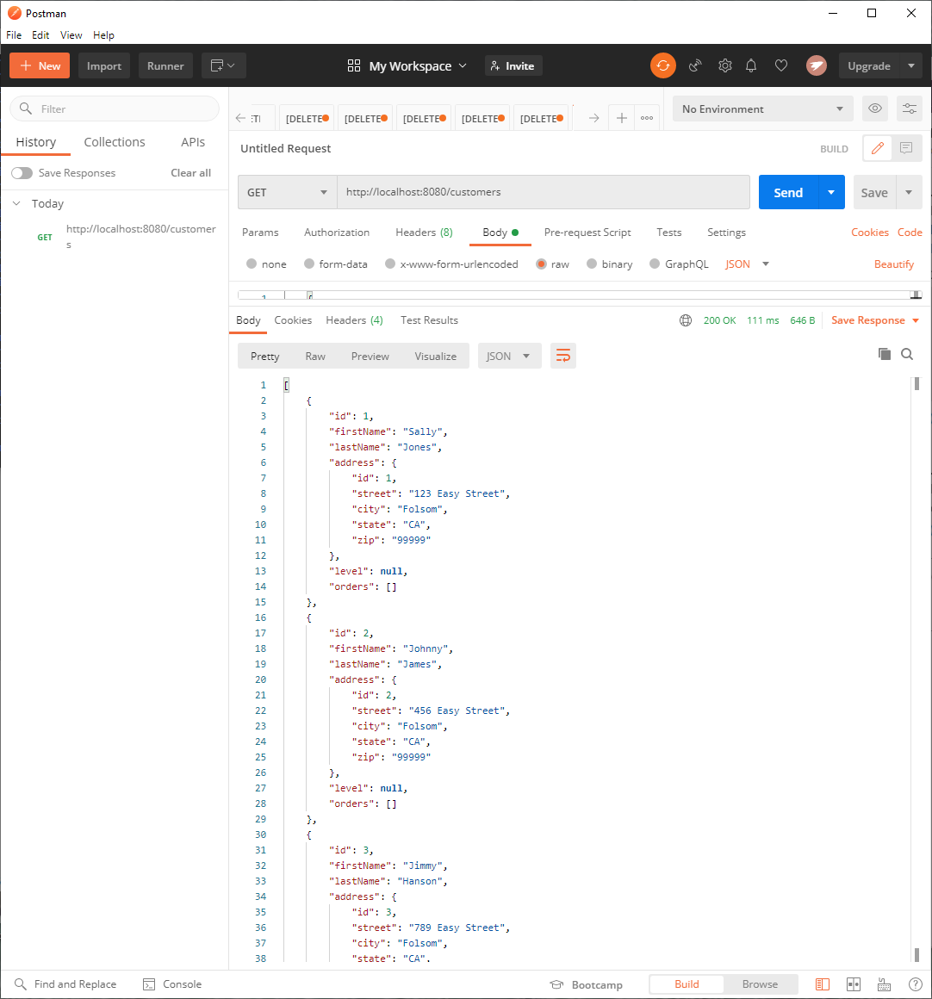 Postman
File Edit View Help
New Import Runner My Workspace Invite Upgrade
Filter
History Collections APIs
Save Responses Clear all
Today
GET http://localhost:8080/customer
s
[DELETE [DELETE [DELETE [DELETE [DELETE
No Environment
Untitled Request BUILD
GET http://localhost:8080/customers Send Save
Params Authorization Headers (8) Body Pre-request Script Tests Settings Cookies Code
none form-data x-www-form-urlencoded raw binary GraphQL JSON Beautify
1 {
Body Cookies Headers (4) Test Results 200 OK 111 ms 646 B Save Response
Pretty Raw Preview Visualize JSON
1 [
2 {
3 "id": 1,
4 "firstName": "Sally",
5 "lastName": "Jones",
6 "address": {
7 "id": 1,
8 "street": "123 Easy Street",
9 "city": "Folsom",
10 "state": "CA",
11 "zip": "99999"
12 },
13 "level": null,
14 "orders": []
15 },
16 {
17 "id": 2,
18 "firstName": "Johnny",
19 "lastName": "James",
20 "address": {
21 "id": 2,
22 "street": "456 Easy Street",
23 "city": "Folsom",
24 "state": "CA",
25 "zip": "99999"
26 },
27 "level": null,
28 "orders": []
29 },
30 {
31 "id": 3,
32 "firstName": "Jimmy",
33 "lastName": "Hanson",
34 "address": {
35 "id": 3,
36 "street": "789 Easy Street",
37 "city": "Folsom",
38 "state": "CA",
Find and Replace Console Bootcamp Build Browse